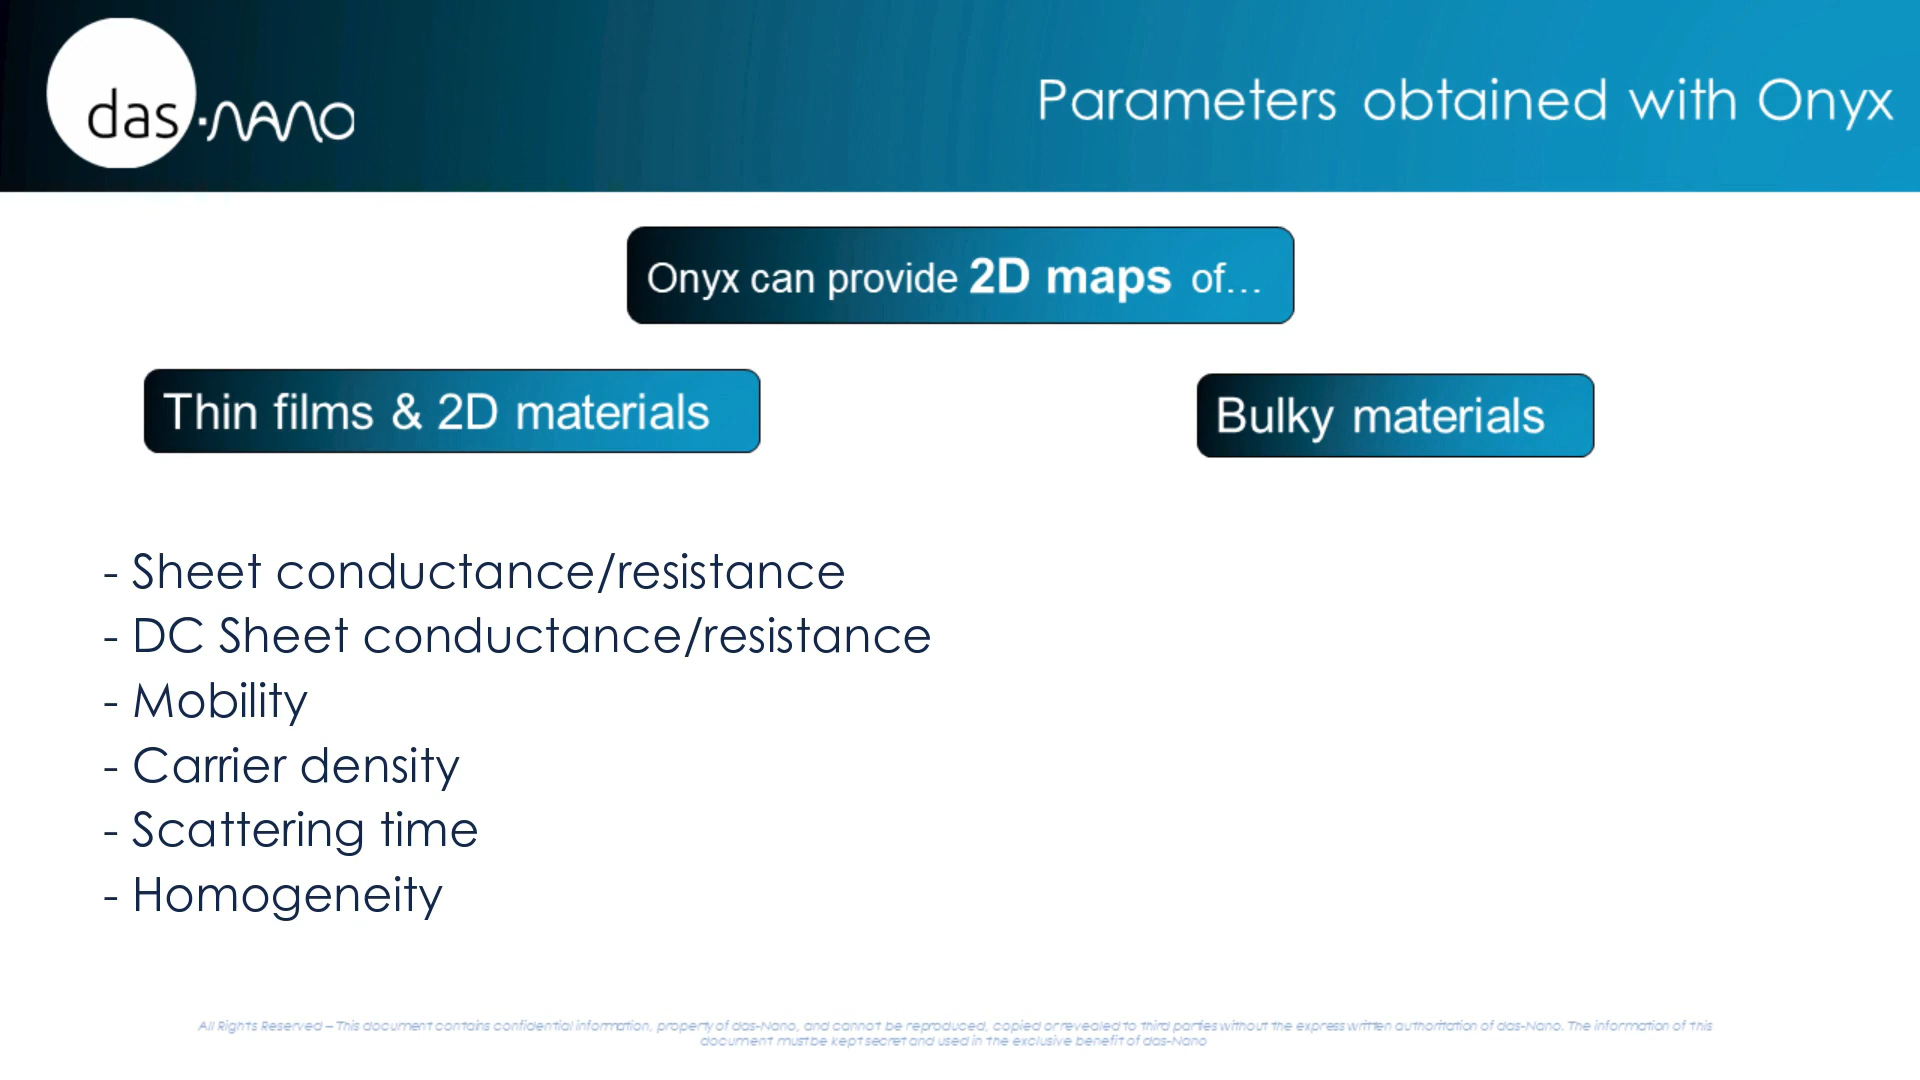 das·nano
Parameters obtained with Onyx
Onyx can provide 2D maps of...
Thin films & 2D materials
Bulky materials
- Sheet conductance/resistance
- DC Sheet conductance/resistance
- Mobility
- Carrier density
- Scattering time
- Homogeneity
All Rights Reserved – This document contains confidential information, property of das-Nano, and cannot be reproduced, copied or revealed to third parties without the express written authoritation of das-Nano. The information of this
document must be kept secret and used in the exclusive benefit of das-Nano